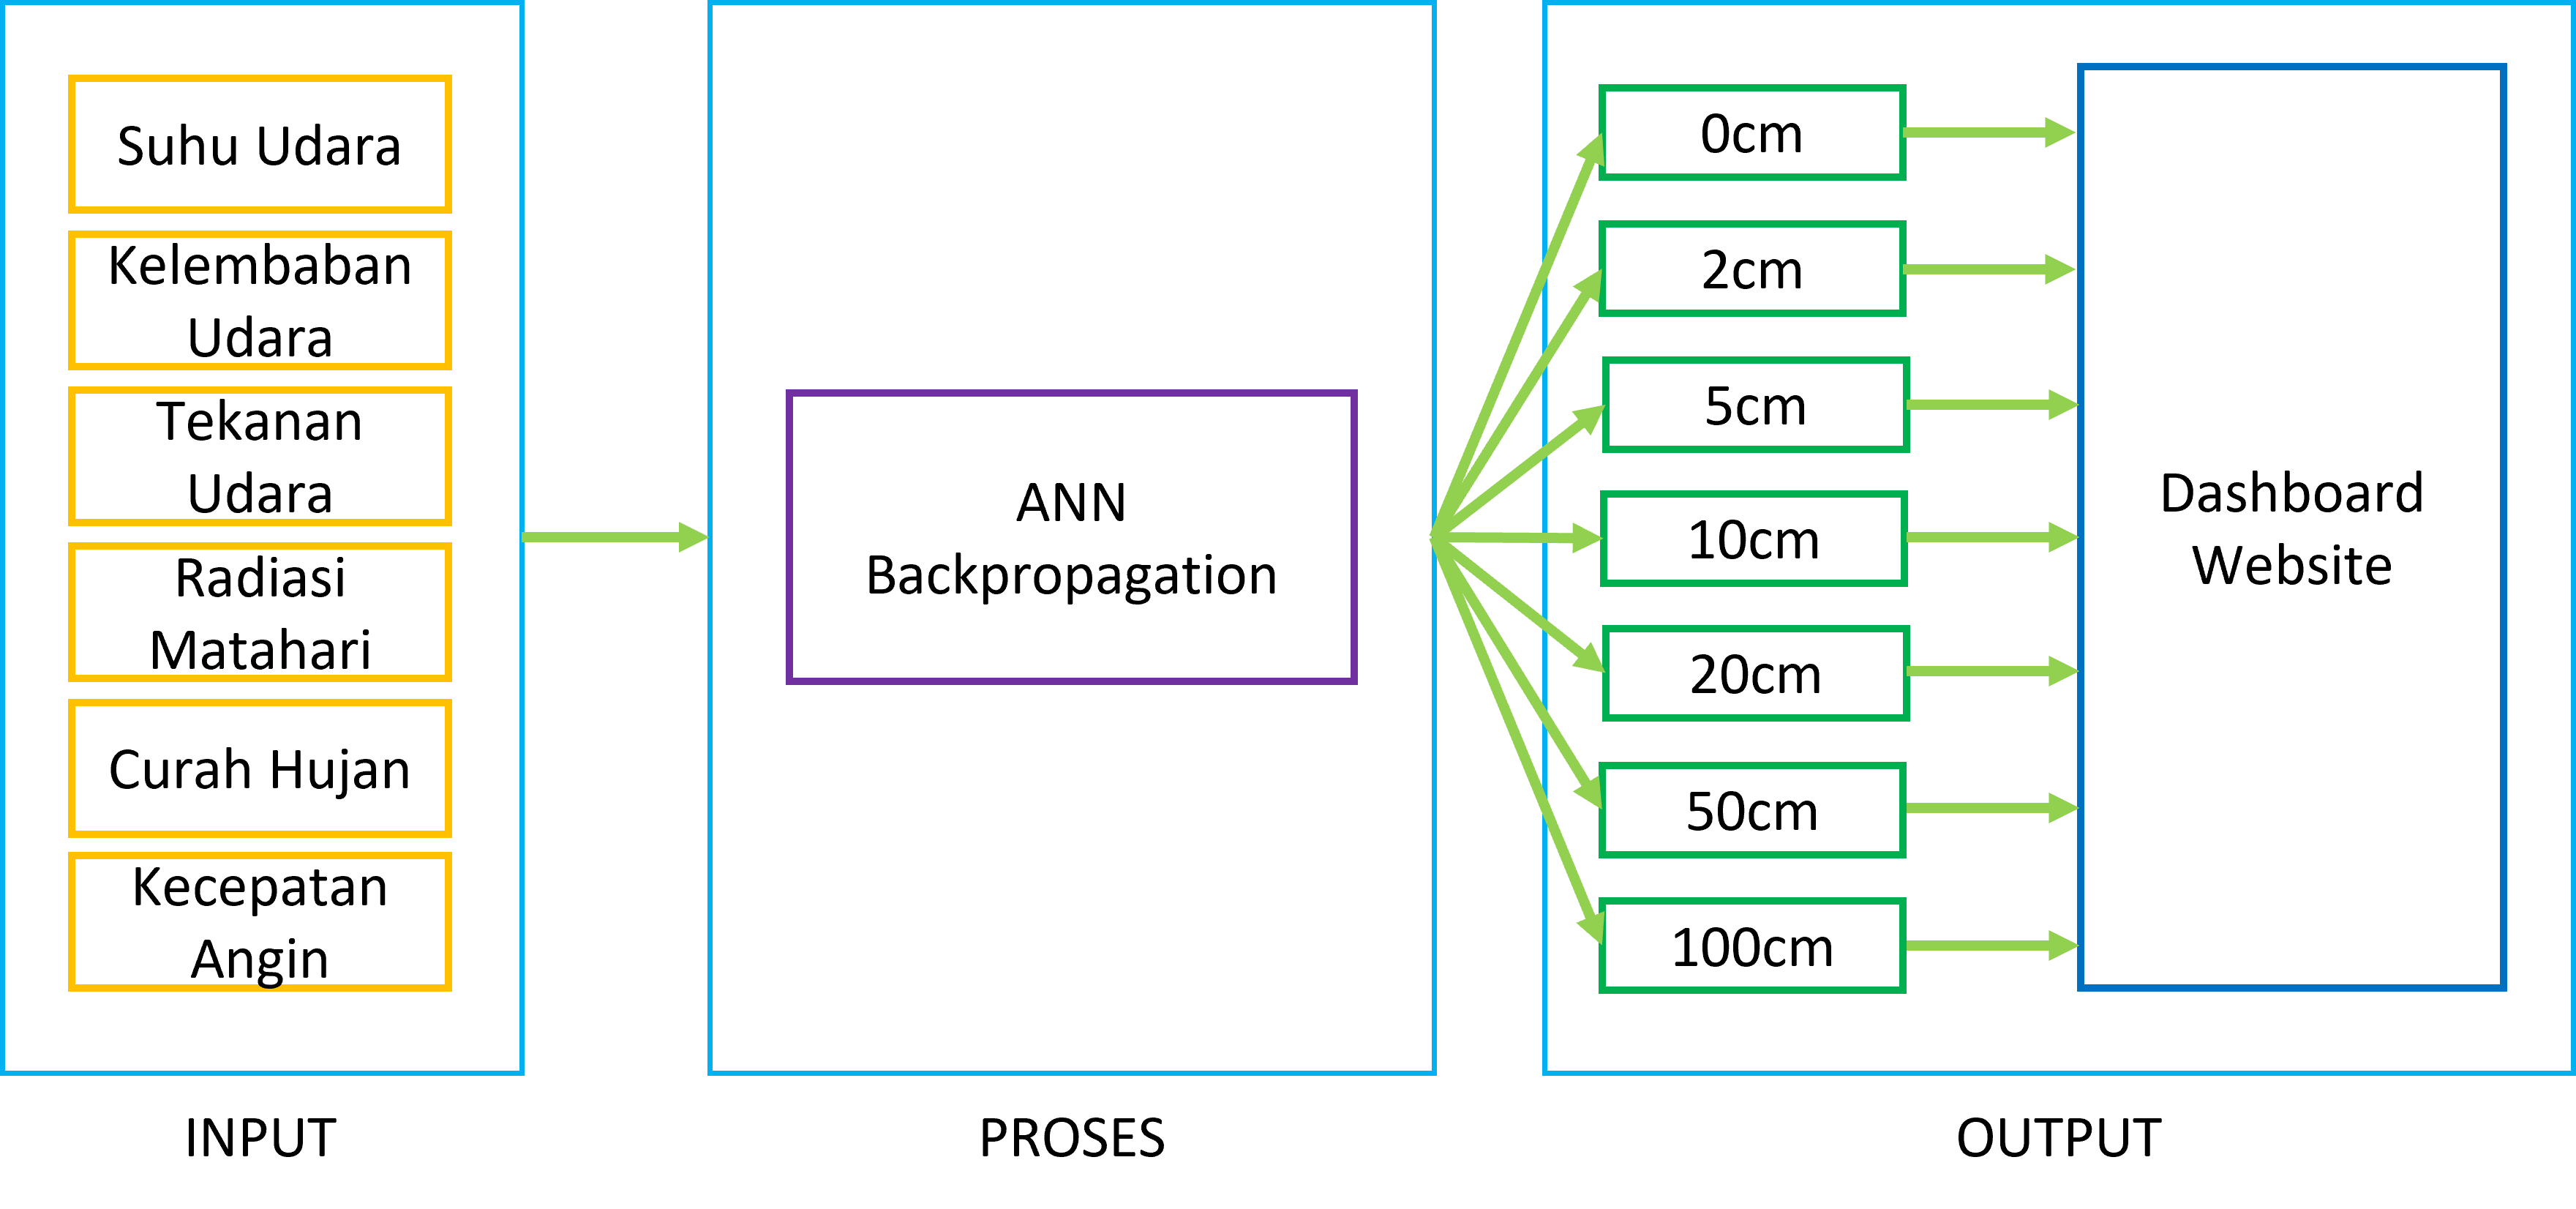 Suhu Udara
Kelembaban
Udara
Tekanan
Udara
Radiasi
Matahari
Curah Hujan
Kecepatan
Angin
INPUT
ANN
Backpropagation
PROSES
0cm
2cm
5cm
10cm
20cm
50cm
100cm
Dashboard
Website
OUTPUT